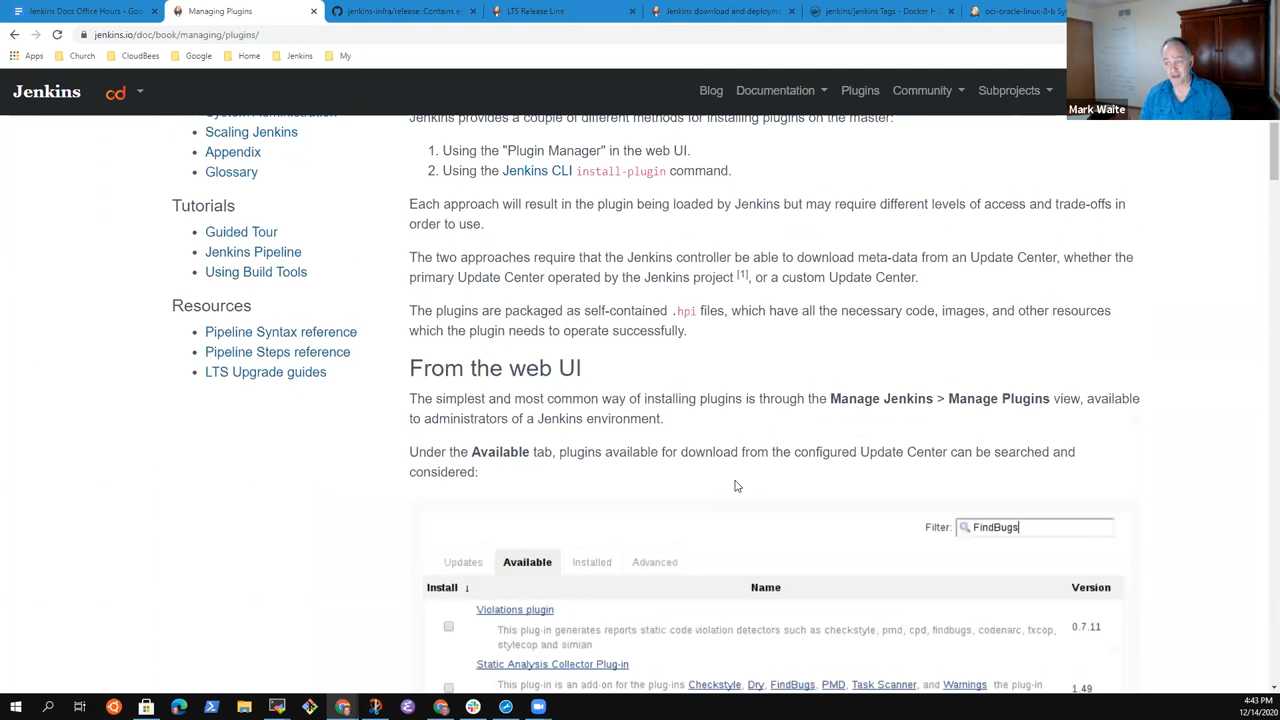 Jenkins Docs Office Hours - Goo
Managing Plugins
jenkins-infra/release: Contains e
LTS Release Line
Jenkins download and deploym
jenkins/jenkins Tags - Docker H
oci-oracle-linux-8-b Sy
jenkins.io/doc/book/managing/plugins/
Apps
Church
CloudBees
Google
Home
Jenkins
My
Jenkins
cd
Blog
Documentation
Plugins
Community
Subprojects
Mark Waite
System Administration
Scaling Jenkins
Appendix
Glossary
Tutorials
Guided Tour
Jenkins Pipeline
Using Build Tools
Resources
Pipeline Syntax reference
Pipeline Steps reference
LTS Upgrade guides
Jenkins provides a couple of different methods for installing plugins on the master:
1. Using the "Plugin Manager" in the web UI.
2. Using the Jenkins CLI install-plugin command.
Each approach will result in the plugin being loaded by Jenkins but may require different levels of access and trade-offs in
order to use.
The two approaches require that the Jenkins controller be able to download meta-data from an Update Center, whether the
primary Update Center operated by the Jenkins project [1], or a custom Update Center.
The plugins are packaged as self-contained .hpi files, which have all the necessary code, images, and other resources
which the plugin needs to operate successfully.
From the web UI
The simplest and most common way of installing plugins is through the Manage Jenkins > Manage Plugins view, available
to administrators of a Jenkins environment.
Under the Available tab, plugins available for download from the configured Update Center can be searched and
considered:
Filter: FindBugs
Updates
Available
Installed
Advanced
Install ↓
Name
Version
Violations plugin
This plug-in generates reports static code violation detectors such as checkstyle, pmd, cpd, findbugs, codenarc, fxcop,
stylecop and simian.
0.7.11
Static Analysis Collector Plug-in
This plug-in is an add-on for the plug-ins Checkstyle, Dry, FindBugs, PMD, Task Scanner, and Warnings, the plug-in
1.49
4:43 PM
12/14/2020